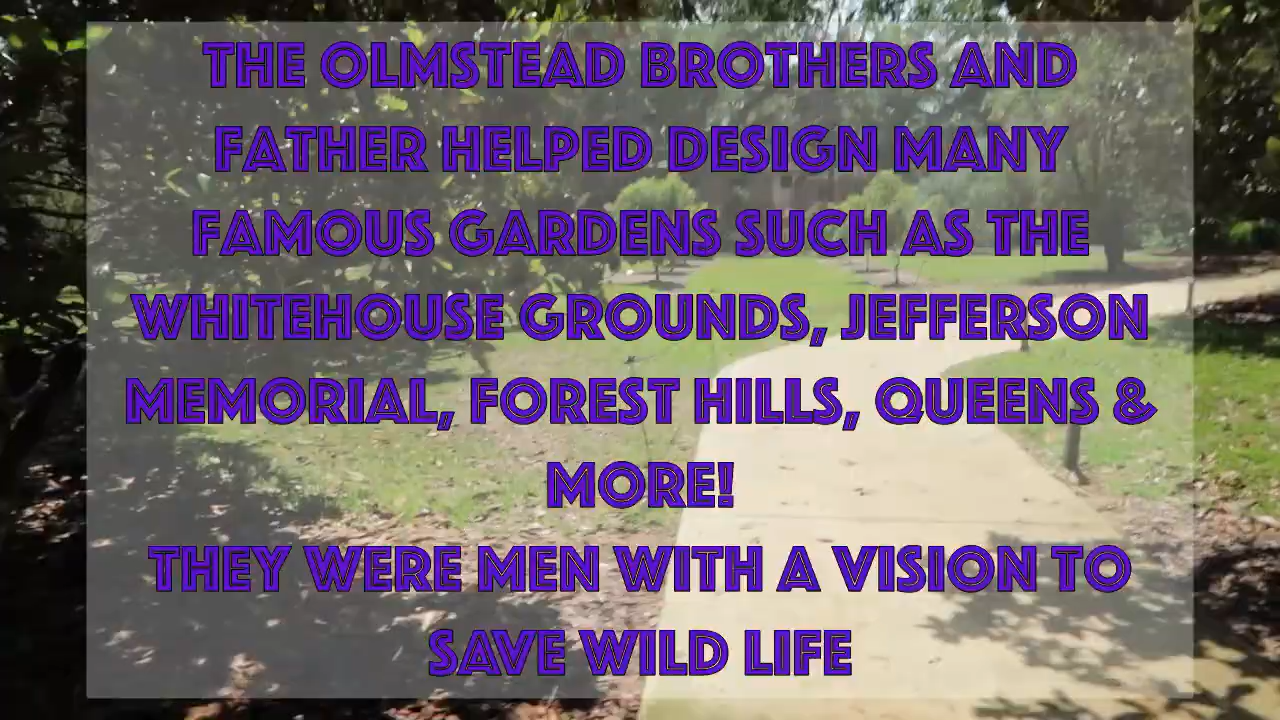 THE OLMSTEAD BROTHERS AND
FATHER HELPED DESIGN MANY
FAMOUS GARDENS SUCH AS THE
WHITEHOUSE GROUNDS, JEFFERSON
MEMORIAL, FOREST HILLS, QUEENS &
MORE!
THEY WERE MEN WITH A VISION TO
SAVE WILD LIFE